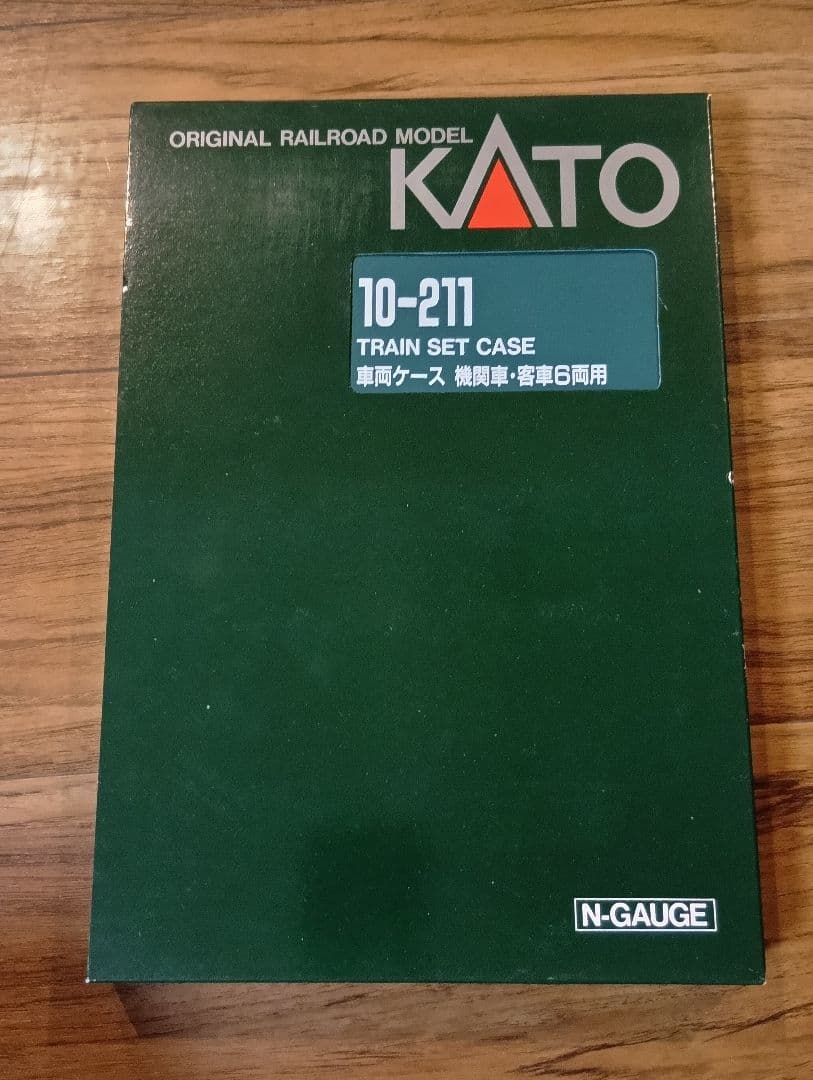 ORIGINAL RAILROAD MODEL
KATO
10-211
TRAIN SET CASE
車両ケース 機関車・客車6両用
N-GAUGE